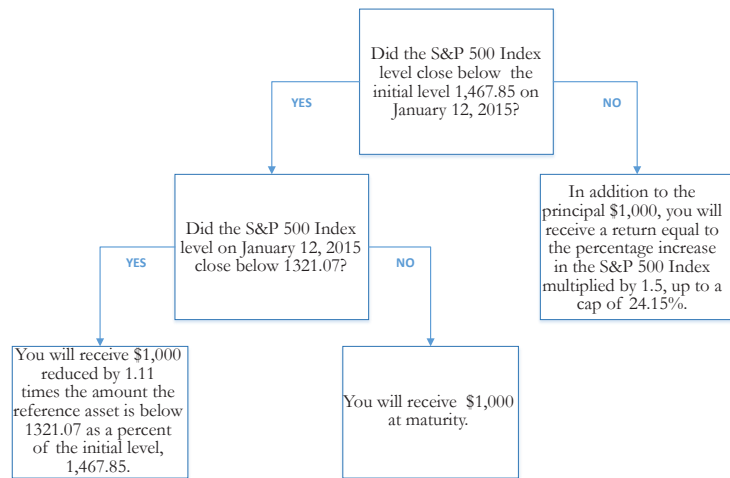 Did the S&P 500 Index
level close below the
initial level 1,467.85 on
January 12, 2015?
YES
NO
Did the S&P 500 Index
level on January 12, 2015
close below 1321.07?
In addition to the
principal $1,000, you will
receive a return equal to
the percentage increase
in the S&P 500 Index
multiplied by 1.5, up to a
cap of 24.15%.
YES
NO
You will receive $1,000
reduced by 1.11
times the amount the
reference asset is below
1321.07 as a percent
of the initial level,
1,467.85.
You will receive $1,000
at maturity.